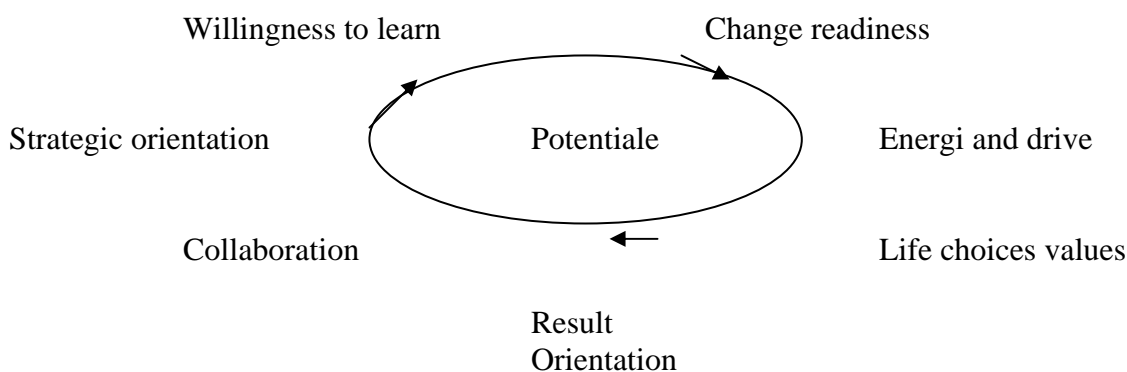 Willingness to learn
Change readiness
Strategic orientation
Potentiale
Energi and drive
Collaboration
Life choices values
Result
Orientation